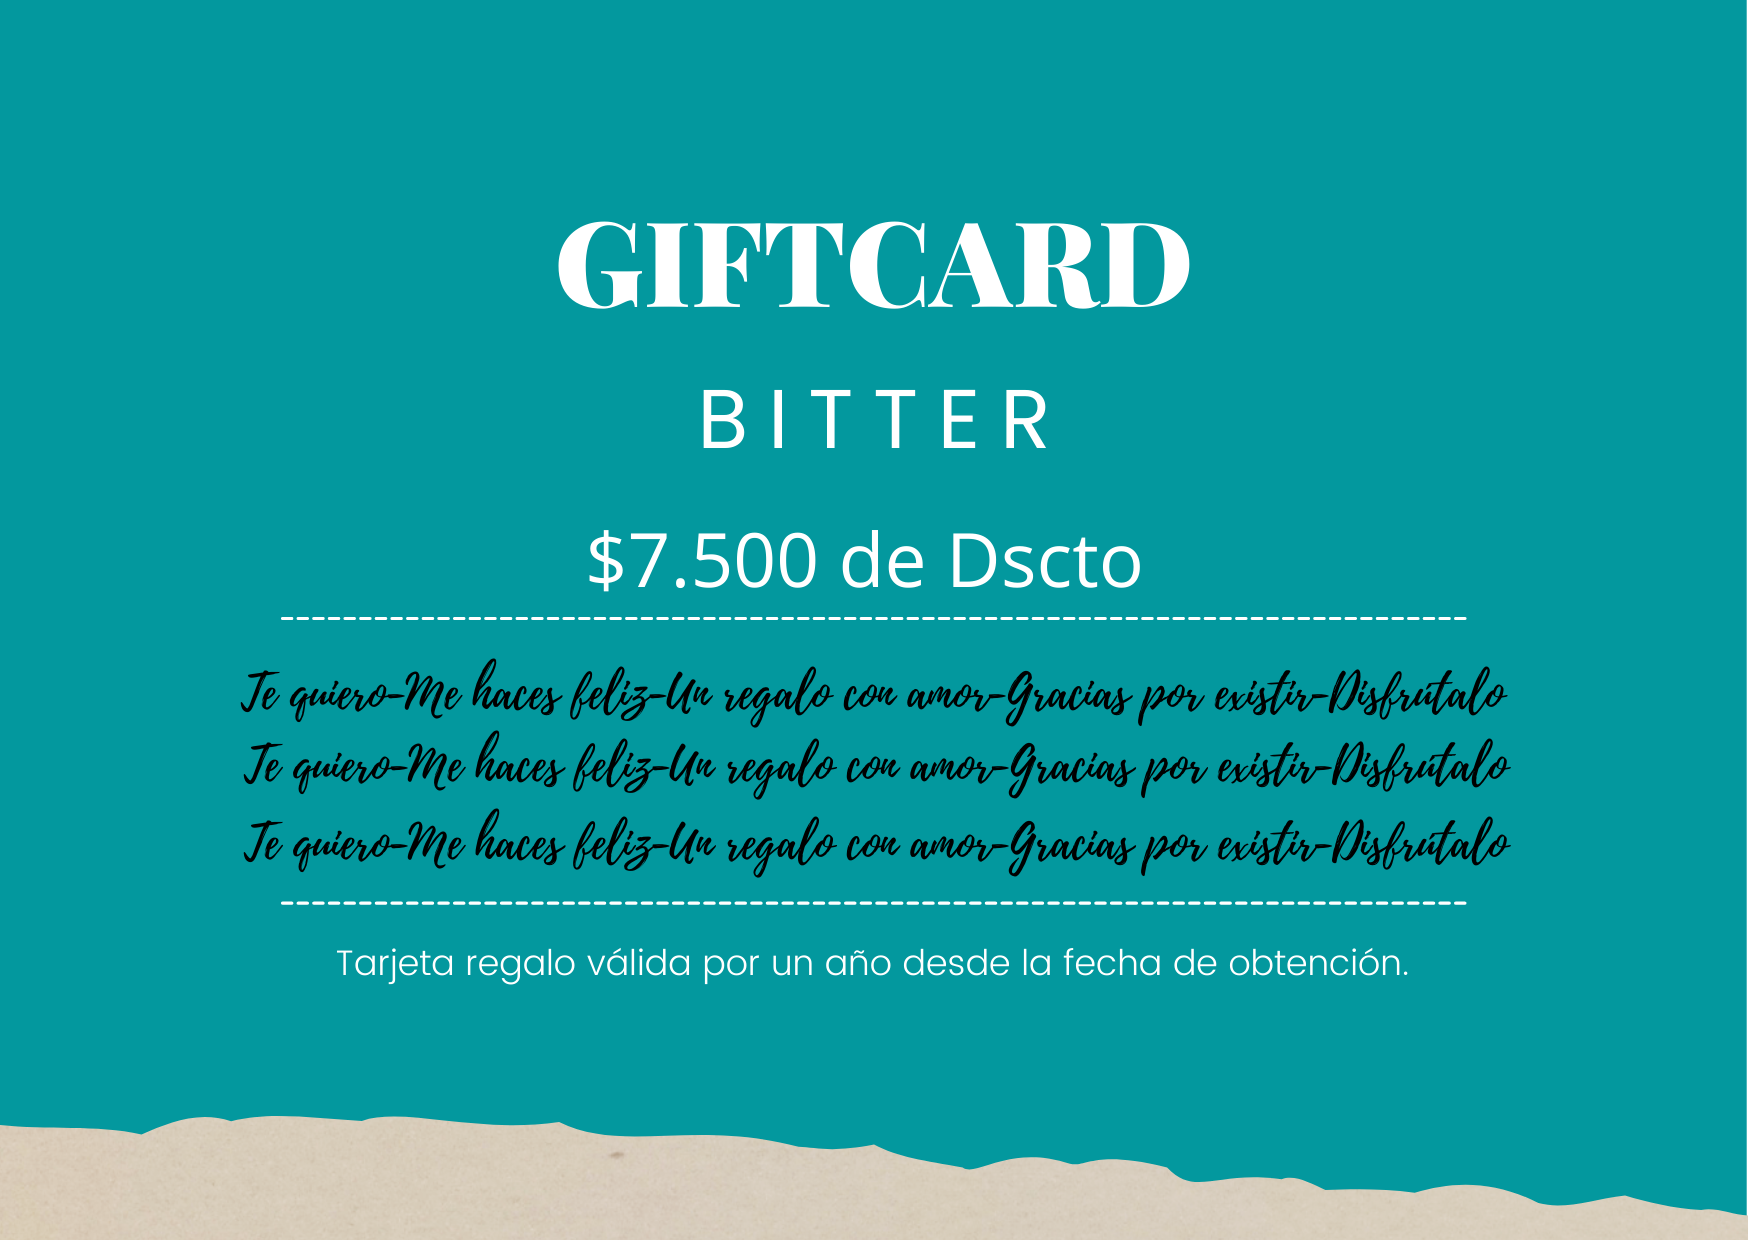 GIFTCARD
BITTER
$7.500 de Dscto
Te quiero-Me haces feliz-Un regalo con amor-Gracias por existir-Disfrútalo
Te quiero-Me haces feliz-Un regalo con amor-Gracias por existir-Disfrútalo
Te quiero-Me haces feliz-Un regalo con amor-Gracias por existir-Disfrútalo
Tarjeta regalo válida por un año desde la fecha de obtención.